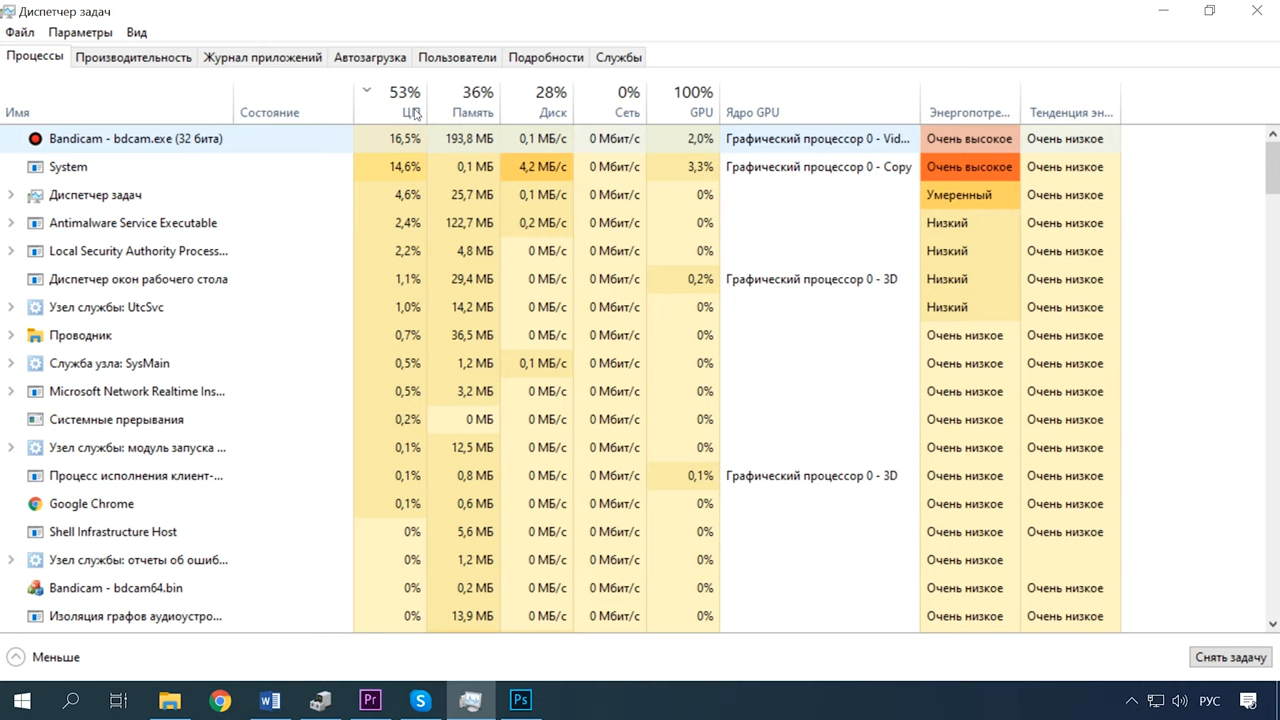 Диспетчер задач
Файл Параметры Вид
Процессы Производительность Журнал приложений Автозагрузка Пользователи Подробности Службы
53% 36% 28% 0% 100%
Имя Состояние ЦП Память Диск Сеть GPU Ядро GPU Энергопотре... Тенденция эн...
Bandicam - bdcam.exe (32 бита) 16,5% 193,8 МБ 0,1 МБ/с 0 Мбит/с 2,0% Графический процессор 0 - Vid... Очень высокое Очень низкое
System 14,6% 0,1 МБ 4,2 МБ/с 0 Мбит/с 3,3% Графический процессор 0 - Copy Очень высокое Очень низкое
Диспетчер задач 4,6% 25,7 МБ 0,1 МБ/с 0 Мбит/с 0% Умеренный Очень низкое
Antimalware Service Executable 2,4% 122,7 МБ 0,2 МБ/с 0 Мбит/с 0% Низкий Очень низкое
Local Security Authority Process... 2,2% 4,8 МБ 0 МБ/с 0 Мбит/с 0% Низкий Очень низкое
Диспетчер окон рабочего стола 1,1% 29,4 МБ 0 МБ/с 0 Мбит/с 0,2% Графический процессор 0 - 3D Низкий Очень низкое
Узел службы: UtcSvc 1,0% 14,2 МБ 0 МБ/с 0 Мбит/с 0% Низкий Очень низкое
Проводник 0,7% 36,5 МБ 0 МБ/с 0 Мбит/с 0% Очень низкое Очень низкое
Служба узла: SysMain 0,5% 1,2 МБ 0,1 МБ/с 0 Мбит/с 0% Очень низкое Очень низкое
Microsoft Network Realtime Ins... 0,5% 3,2 МБ 0 МБ/с 0 Мбит/с 0% Очень низкое Очень низкое
Системные прерывания 0,2% 0 МБ 0 МБ/с 0 Мбит/с 0% Очень низкое Очень низкое
Узел службы: модуль запуска ... 0,1% 12,5 МБ 0 МБ/с 0 Мбит/с 0% Очень низкое Очень низкое
Процесс исполнения клиент-... 0,1% 0,8 МБ 0 МБ/с 0 Мбит/с 0,1% Графический процессор 0 - 3D Очень низкое Очень низкое
Google Chrome 0,1% 0,6 МБ 0 МБ/с 0 Мбит/с 0% Очень низкое Очень низкое
Shell Infrastructure Host 0% 5,6 МБ 0 МБ/с 0 Мбит/с 0% Очень низкое Очень низкое
Узел службы: отчеты об ошиб... 0% 1,2 МБ 0 МБ/с 0 Мбит/с 0% Очень низкое
Bandicam - bdcam64.bin 0% 0,2 МБ 0 МБ/с 0 Мбит/с 0% Очень низкое Очень низкое
Изоляция графов аудиоустро... 0% 13,9 МБ 0 МБ/с 0 Мбит/с 0% Очень низкое Очень низкое
Меньше Снять задачу
W Pr S Ps РУС